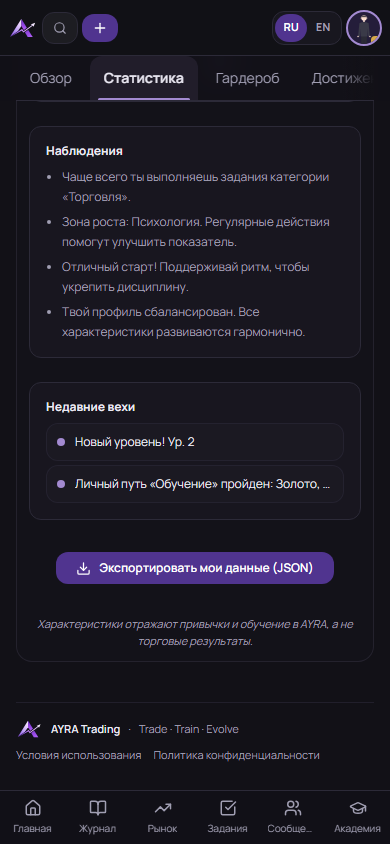 RU
EN
Обзор
Статистика
Гардероб
Достиже
Наблюдения
Чаще всего ты выполняешь задания категории
«Торговля».
Зона роста: Психология. Регулярные действия
помогут улучшить показатель.
Отличный старт! Поддерживай ритм, чтобы
укрепить дисциплину.
Твой профиль сбалансирован. Все
характеристики развиваются гармонично.
Недавние вехи
Новый уровень! Ур. 2
Личный путь «Обучение» пройден: Золото, ...
Экспортировать мои данные (JSON)
Характеристики отражают привычки и обучение в AYRA, а не
торговые результаты.
AYRA Trading · Trade · Train · Evolve
Условия использования Политика конфиденциальности
Главная
Журнал
Рынок
Задания
Сообще...
Академия